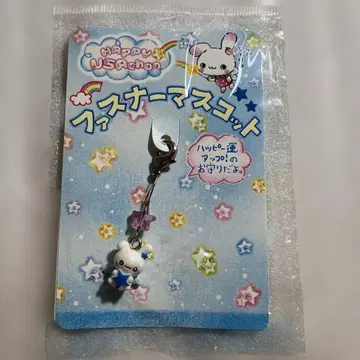 Happy
USAchan
ファスナーマスコット
ハッピー運
アップ！の
お守りだよ。